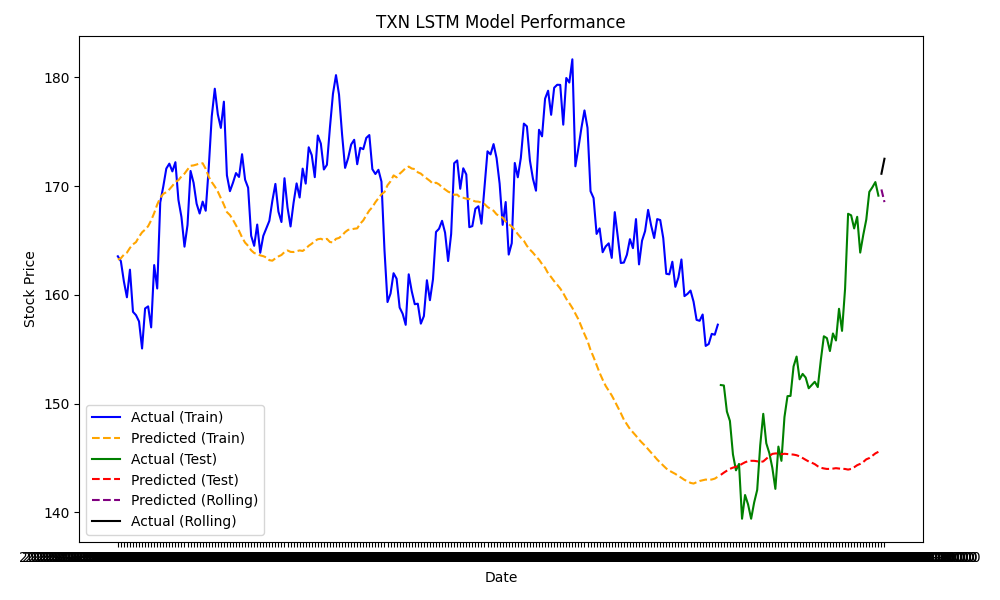 TXN LSTM Model Performance
Stock Price
180
170
160
150
140
Actual (Train)
Predicted (Train)
Actual (Test)
Predicted (Test)
Predicted (Rolling)
Actual (Rolling)
Date